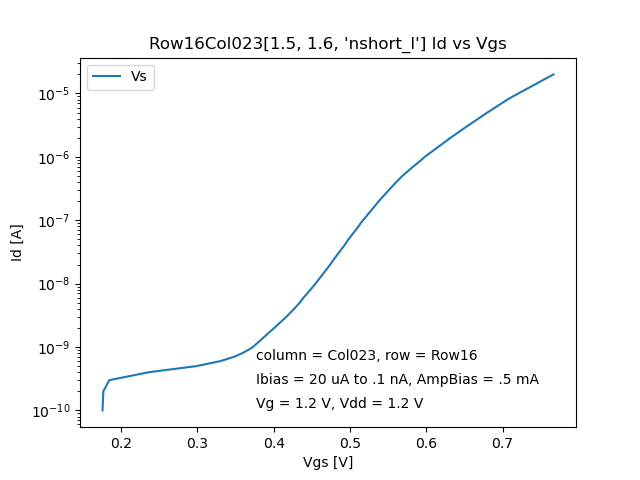 Row16Col023[1.5, 1.6, 'nshort_l'] Id vs Vgs
Vs
10⁻⁵
10⁻⁶
10⁻⁷
10⁻⁸
10⁻⁹
10⁻¹⁰
Id [A]
column = Col023, row = Row16
Ibias = 20 uA to .1 nA, AmpBias = .5 mA
Vg = 1.2 V, Vdd = 1.2 V
0.2 0.3 0.4 0.5 0.6 0.7
Vgs [V]